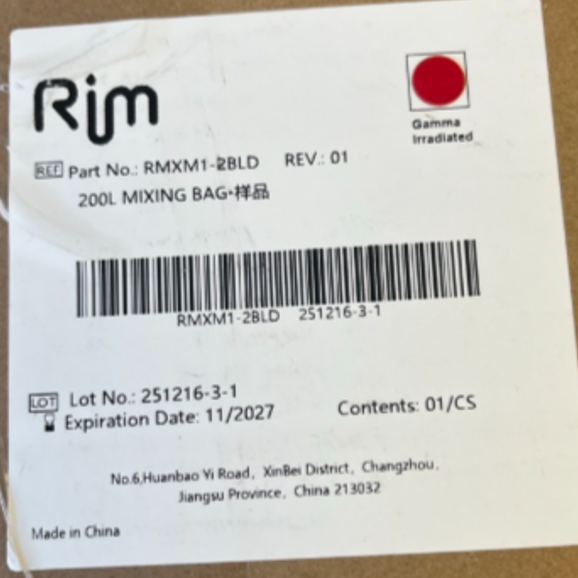 Rim
Gamma
Irradiated
REF Part No.: RMXM1-2BLD REV.: 01
200L MIXING BAG-样品
RMXM1-2BLD 251216-3-1
LOT Lot No.: 251216-3-1
Expiration Date: 11/2027
Contents: 01/CS
No.6,Huanbao Yi Road, XinBei District, Changzhou,
Jiangsu Province, China 213032
Made in China